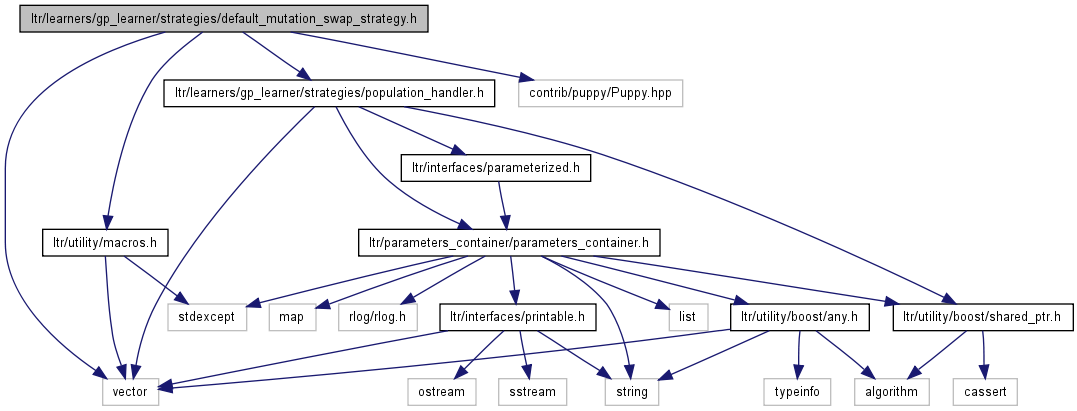 ltr/learners/gp_learner/strategies/default_mutation_swap_strategy.h
ltr/learners/gp_learner/strategies/population_handler.h
contrib/puppy/Puppy.hpp
ltr/interfaces/parameterized.h
ltr/utility/macros.h
ltr/parameters_container/parameters_container.h
stdexcept
map
rlog/rlog.h
ltr/interfaces/printable.h
list
ltr/utility/boost/any.h
ltr/utility/boost/shared_ptr.h
vector
ostream
sstream
string
typeinfo
algorithm
cassert